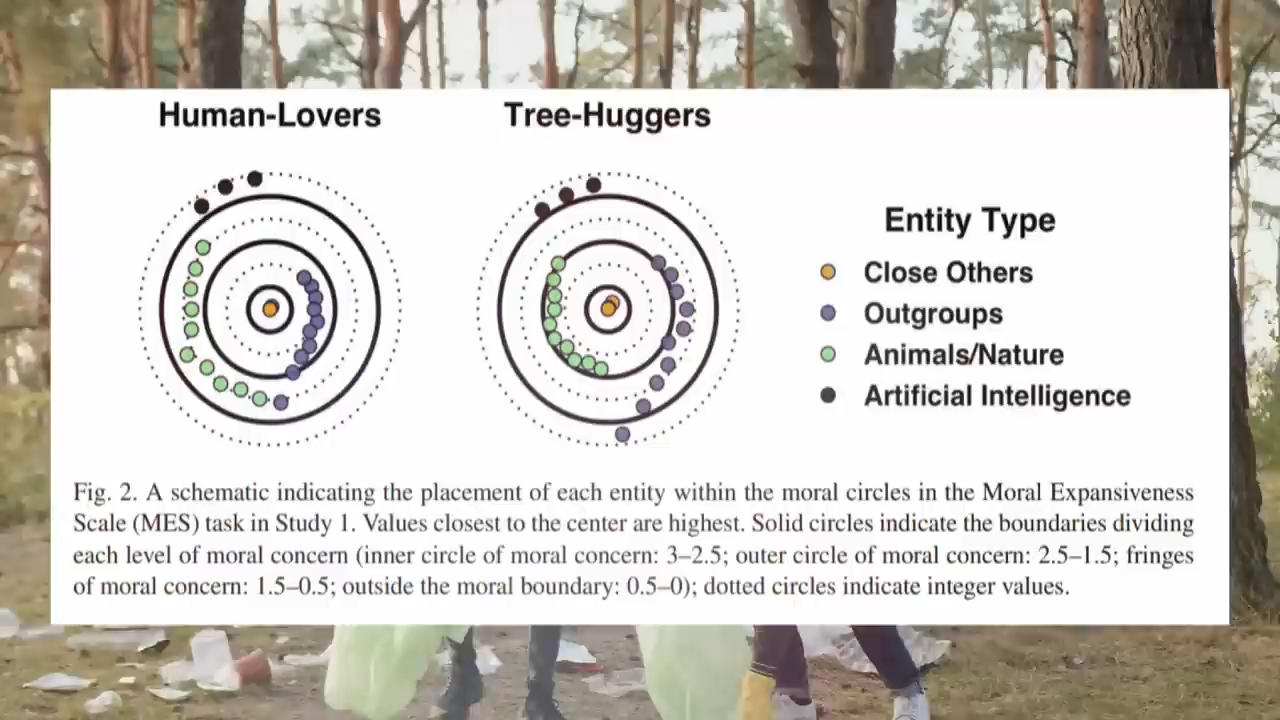 Human-Lovers
Tree-Huggers
Entity Type
Close Others
Outgroups
Animals/Nature
Artificial Intelligence
Fig. 2. A schematic indicating the placement of each entity within the moral circles in the Moral Expansiveness
Scale (MES) task in Study 1. Values closest to the center are highest. Solid circles indicate the boundaries dividing
each level of moral concern (inner circle of moral concern: 3–2.5; outer circle of moral concern: 2.5–1.5; fringes
of moral concern: 1.5–0.5; outside the moral boundary: 0.5–0); dotted circles indicate integer values.